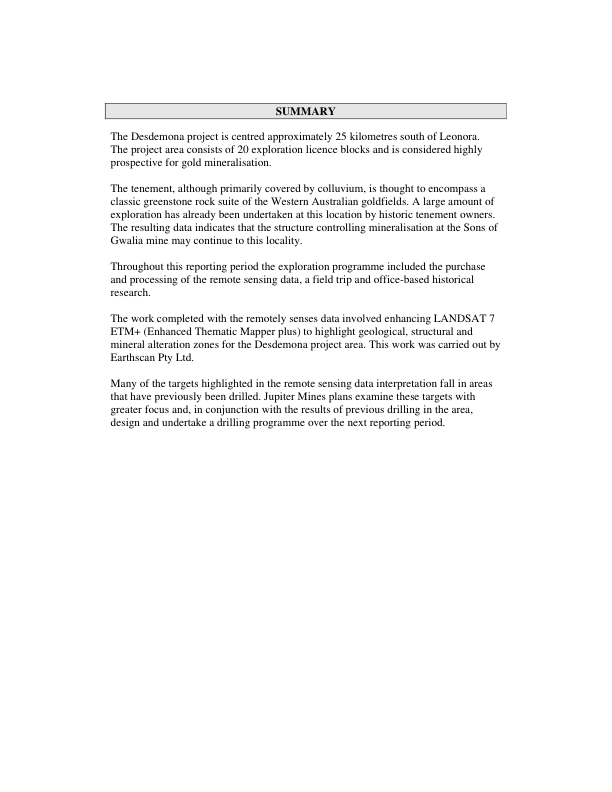 SUMMARY
The Desdemona project is centred approximately 25 kilometres south of Leonora.
The project area consists of 20 exploration licence blocks and is considered highly
prospective for gold mineralisation.
The tenement, although primarily covered by colluvium, is thought to encompass a
classic greenstone rock suite of the Western Australian goldfields. A large amount of
exploration has already been undertaken at this location by historic tenement owners.
The resulting data indicates that the structure controlling mineralisation at the Sons of
Gwalia mine may continue to this locality.
Throughout this reporting period the exploration programme included the purchase
and processing of the remote sensing data, a field trip and office-based historical
research.
The work completed with the remotely senses data involved enhancing LANDSAT 7
ETM+ (Enhanced Thematic Mapper plus) to highlight geological, structural and
mineral alteration zones for the Desdemona project area. This work was carried out by
Earthscan Pty Ltd.
Many of the targets highlighted in the remote sensing data interpretation fall in areas
that have previously been drilled. Jupiter Mines plans examine these targets with
greater focus and, in conjunction with the results of previous drilling in the area,
design and undertake a drilling programme over the next reporting period.